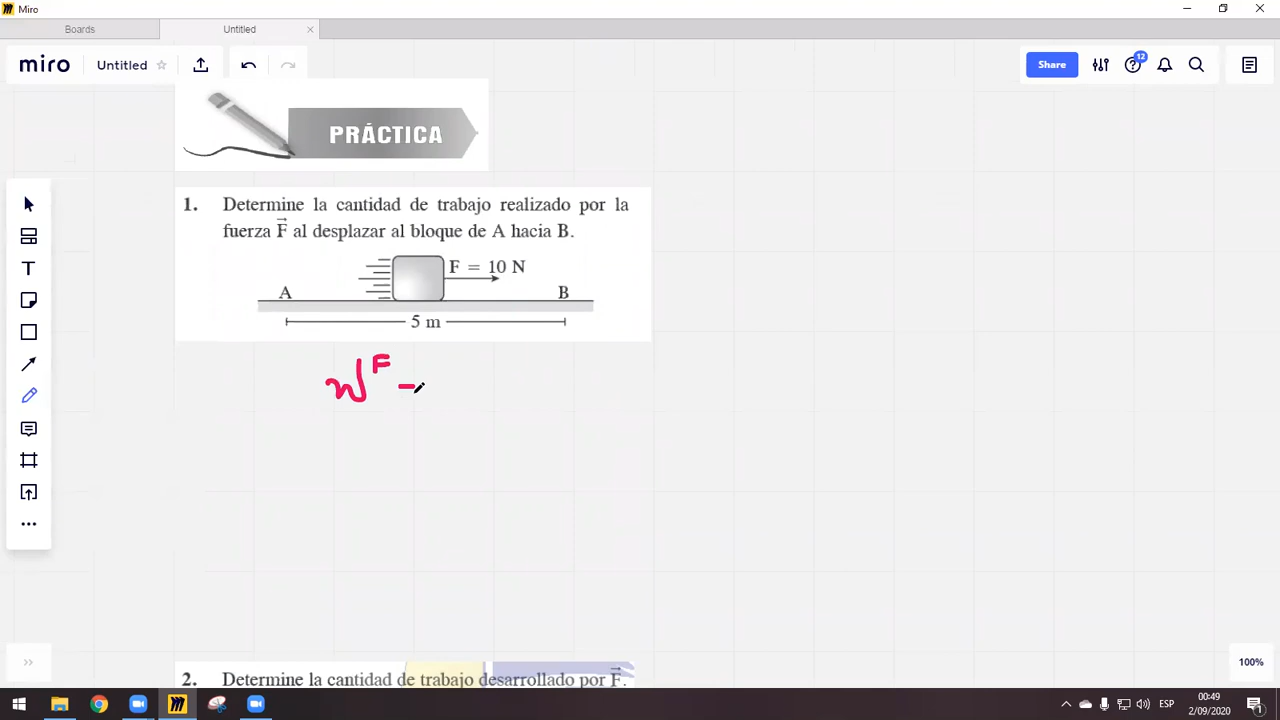 Miro
Boards
Untitled
miro
Untitled
Share
12
PRÁCTICA
1. Determine la cantidad de trabajo realizado por la
fuerza F⃗ al desplazar al bloque de A hacia B.
F = 10 N
A
B
5 m
W^F -
2. Determine la cantidad de trabajo desarrollado por F⃗.
100%
00:49
ESP
2/09/2020
1